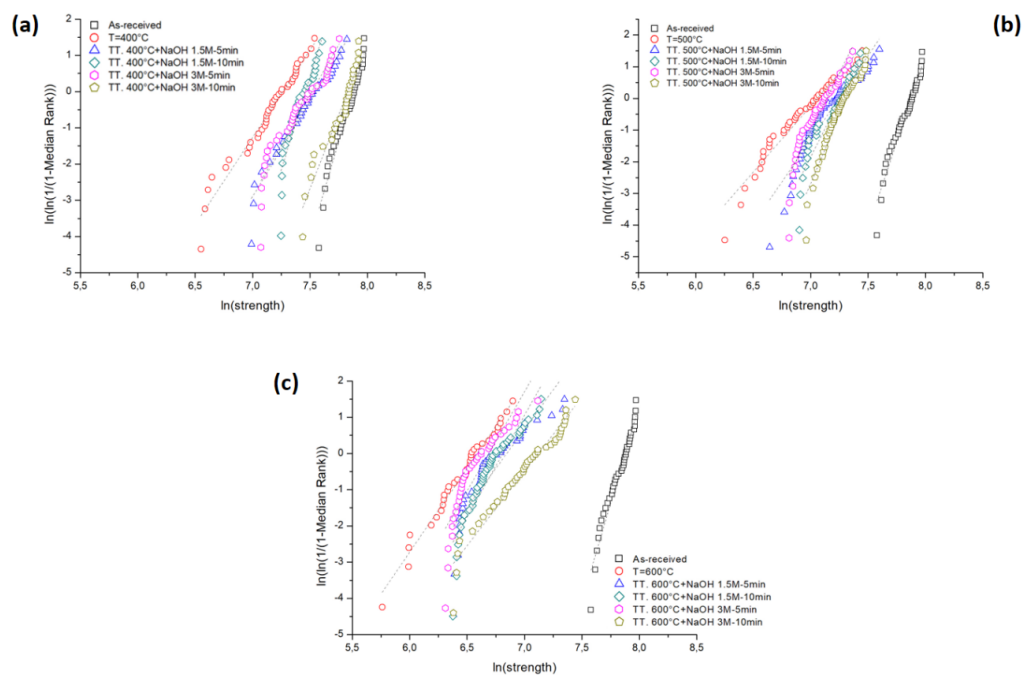 (a)
As-received
T=400°C
TT. 400°C+NaOH 1.5M-5min
TT. 400°C+NaOH 1.5M-10min
TT. 400°C+NaOH 3M-5min
TT. 400°C+NaOH 3M-10min
ln(ln(1/(1-Median Rank)))
2
1
0
-1
-2
-3
-4
-5
5,5
6,0
6,5
7,0
7,5
8,0
8,5
ln(strength)
(b)
As-received
T=500°C
TT. 500°C+NaOH 1.5M-5min
TT. 500°C+NaOH 1.5M-10min
TT. 500°C+NaOH 3M-5min
TT. 500°C+NaOH 3M-10min
ln(ln(1/(1-Median Rank)))
2
1
0
-1
-2
-3
-4
-5
5,5
6,0
6,5
7,0
7,5
8,0
8,5
ln(strength)
(c)
ln(ln(1/(1-Median Rank)))
2
1
0
-1
-2
-3
-4
-5
As-received
T=600°C
TT. 600°C+NaOH 1.5M-5min
TT. 600°C+NaOH 1.5M-10min
TT. 600°C+NaOH 3M-5min
TT. 600°C+NaOH 3M-10min
5,5
6,0
6,5
7,0
7,5
8,0
8,5
ln(strength)